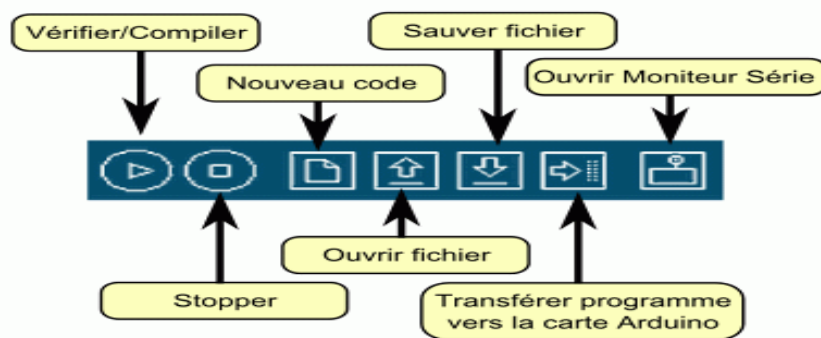 Vérifier/Compiler
Sauver fichier
Nouveau code
Ouvrir Moniteur Série
Ouvrir fichier
Stopper
Transférer programme
vers la carte Arduino